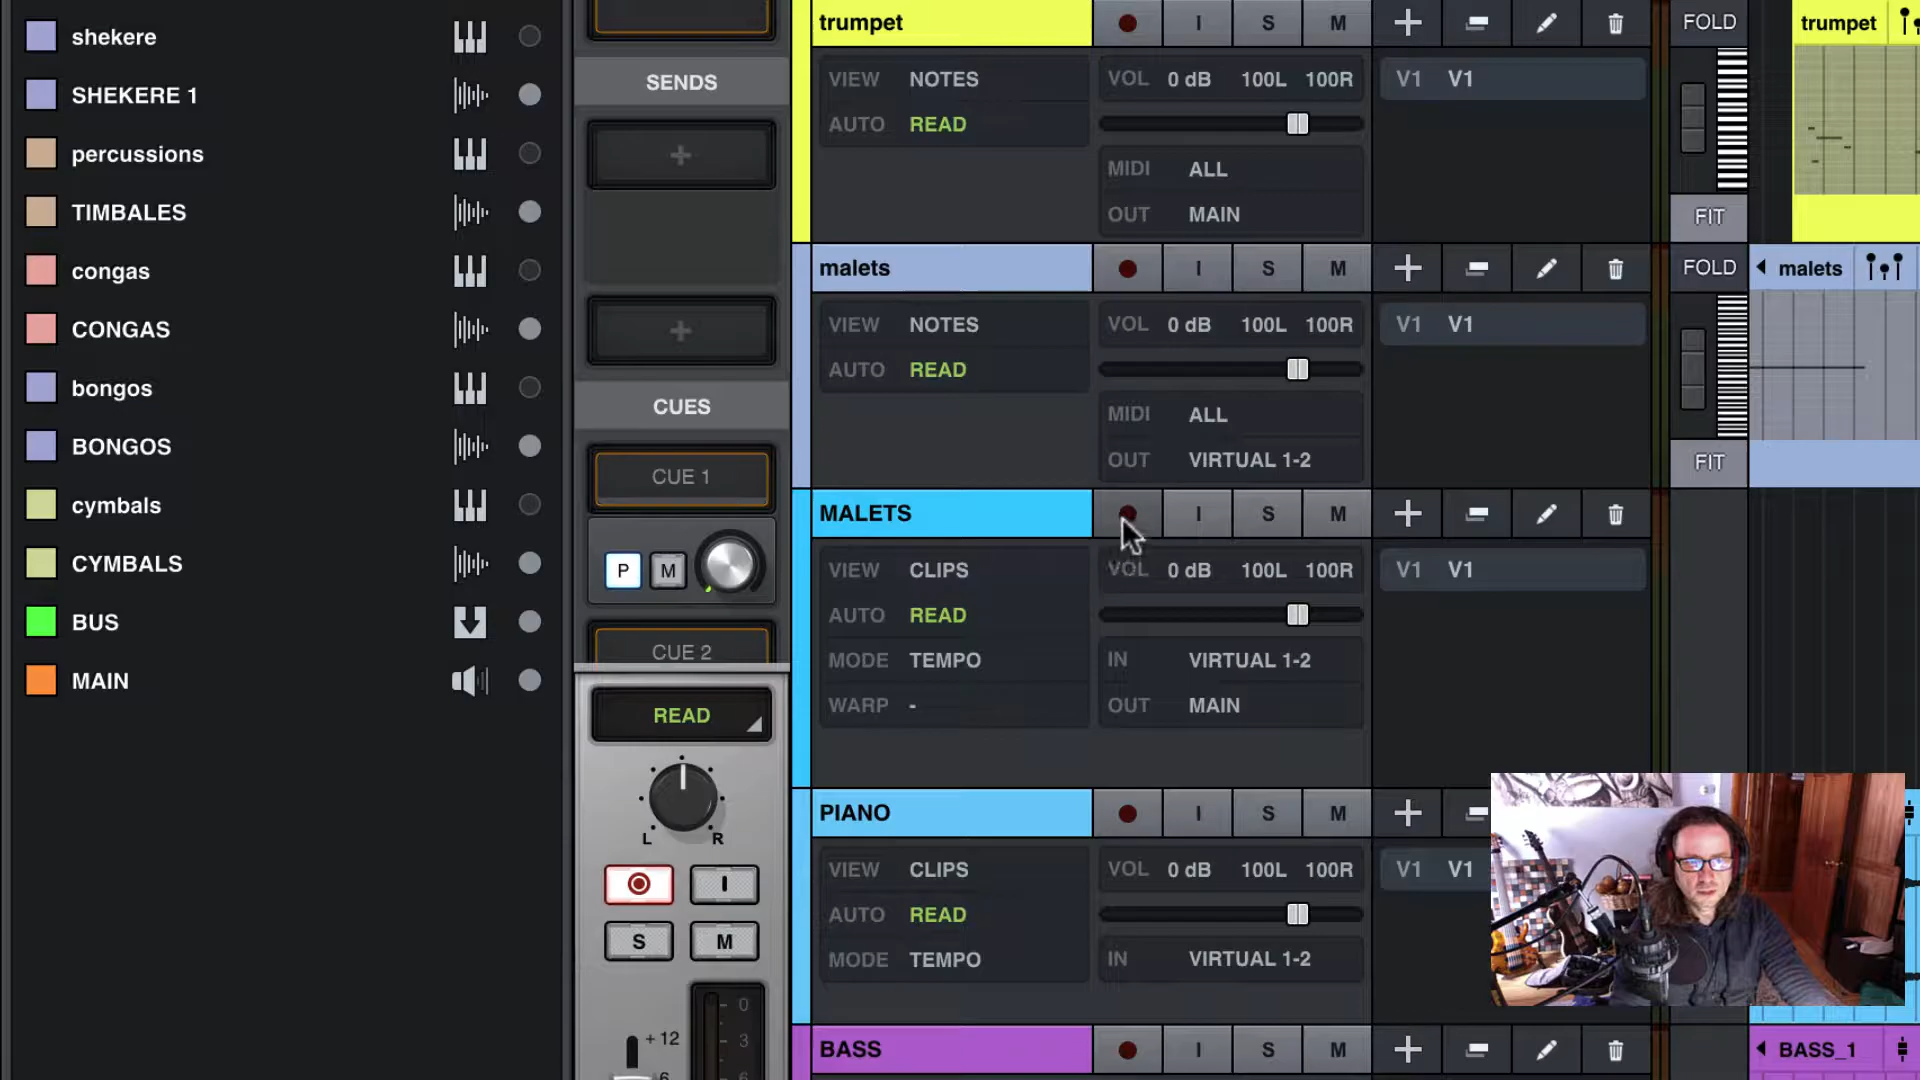 shekere
SHEKERE 1
percussions
TIMBALES
congas
CONGAS
bongos
BONGOS
cymbals
CYMBALS
BUS
MAIN
SENDS
+
+
CUES
CUE 1
P M
CUE 2
READ
L R
I
S M
0
+ 12
3
6
6
trumpet I S M FOLD trumpet
VIEW NOTES VOL 0 dB 100L 100R V1 V1
AUTO READ
MIDI ALL
OUT MAIN FIT
malets I S M FOLD malets
VIEW NOTES VOL 0 dB 100L 100R V1 V1
AUTO READ
MIDI ALL
OUT VIRTUAL 1-2 FIT
MALETS I S M
VIEW CLIPS VOL 0 dB 100L 100R V1 V1
AUTO READ
MODE TEMPO IN VIRTUAL 1-2
WARP - OUT MAIN
PIANO I S M
VIEW CLIPS VOL 0 dB 100L 100R V1 V1
AUTO READ
MODE TEMPO IN VIRTUAL 1-2
BASS I S M BASS_1